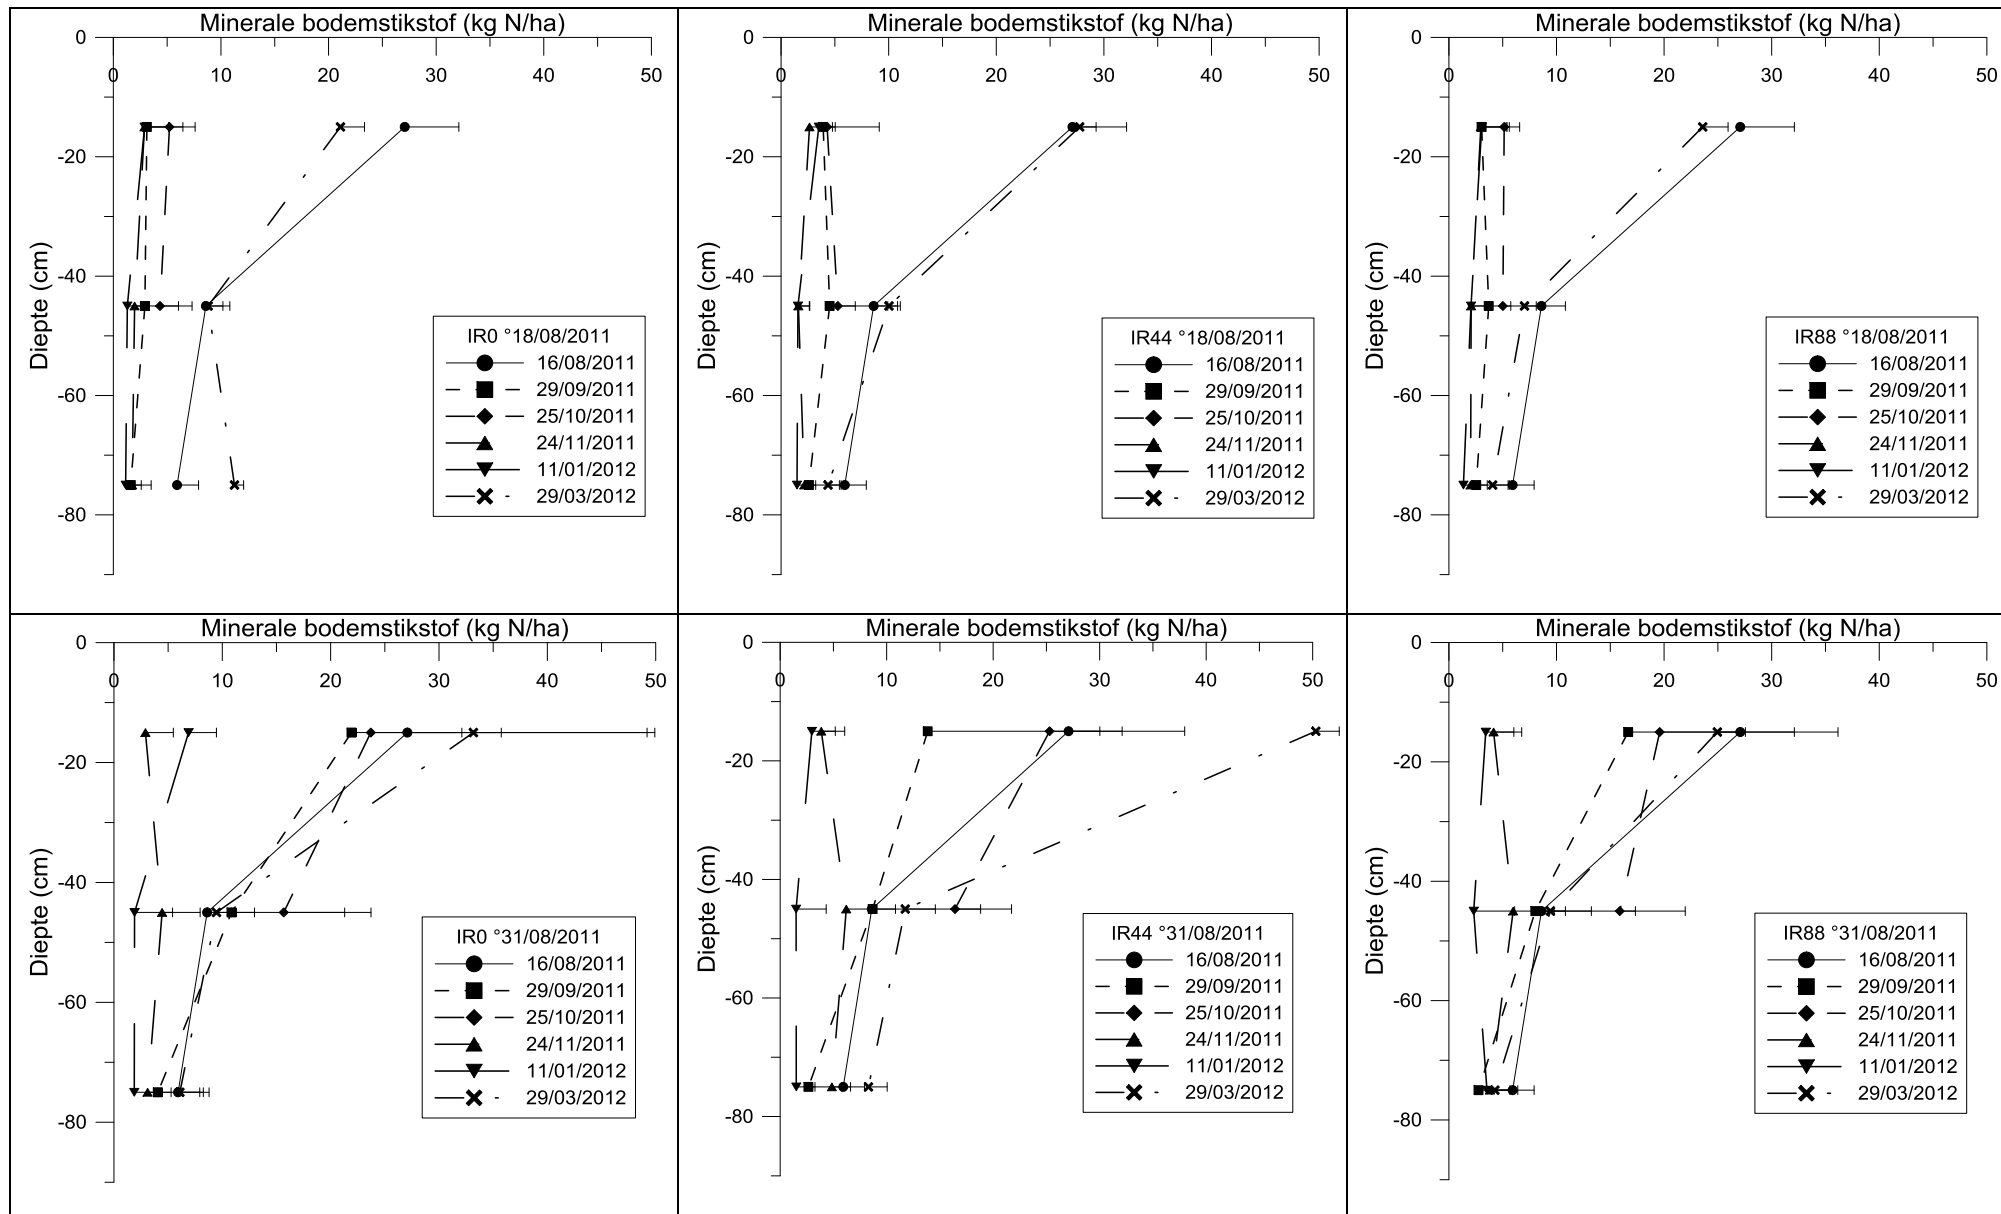 Minerale bodemstikstof (kg N/ha)
0 10 20 30 40 50
0
-20
-40
-60
-80
Diepte (cm)
IR0 °18/08/2011
16/08/2011
29/09/2011
25/10/2011
24/11/2011
11/01/2012
29/03/2012
Minerale bodemstikstof (kg N/ha)
0 10 20 30 40 50
0
-20
-40
-60
-80
Diepte (cm)
IR44 °18/08/2011
16/08/2011
29/09/2011
25/10/2011
24/11/2011
11/01/2012
29/03/2012
Minerale bodemstikstof (kg N/ha)
0 10 20 30 40 50
0
-20
-40
-60
-80
Diepte (cm)
IR88 °18/08/2011
16/08/2011
29/09/2011
25/10/2011
24/11/2011
11/01/2012
29/03/2012
Minerale bodemstikstof (kg N/ha)
0 10 20 30 40 50
0
-20
-40
-60
-80
Diepte (cm)
IR0 °31/08/2011
16/08/2011
29/09/2011
25/10/2011
24/11/2011
11/01/2012
29/03/2012
Minerale bodemstikstof (kg N/ha)
0 10 20 30 40 50
0
-20
-40
-60
-80
Diepte (cm)
IR44 °31/08/2011
16/08/2011
29/09/2011
25/10/2011
24/11/2011
11/01/2012
29/03/2012
Minerale bodemstikstof (kg N/ha)
0 10 20 30 40 50
0
-20
-40
-60
-80
Diepte (cm)
IR88 °31/08/2011
16/08/2011
29/09/2011
25/10/2011
24/11/2011
11/01/2012
29/03/2012